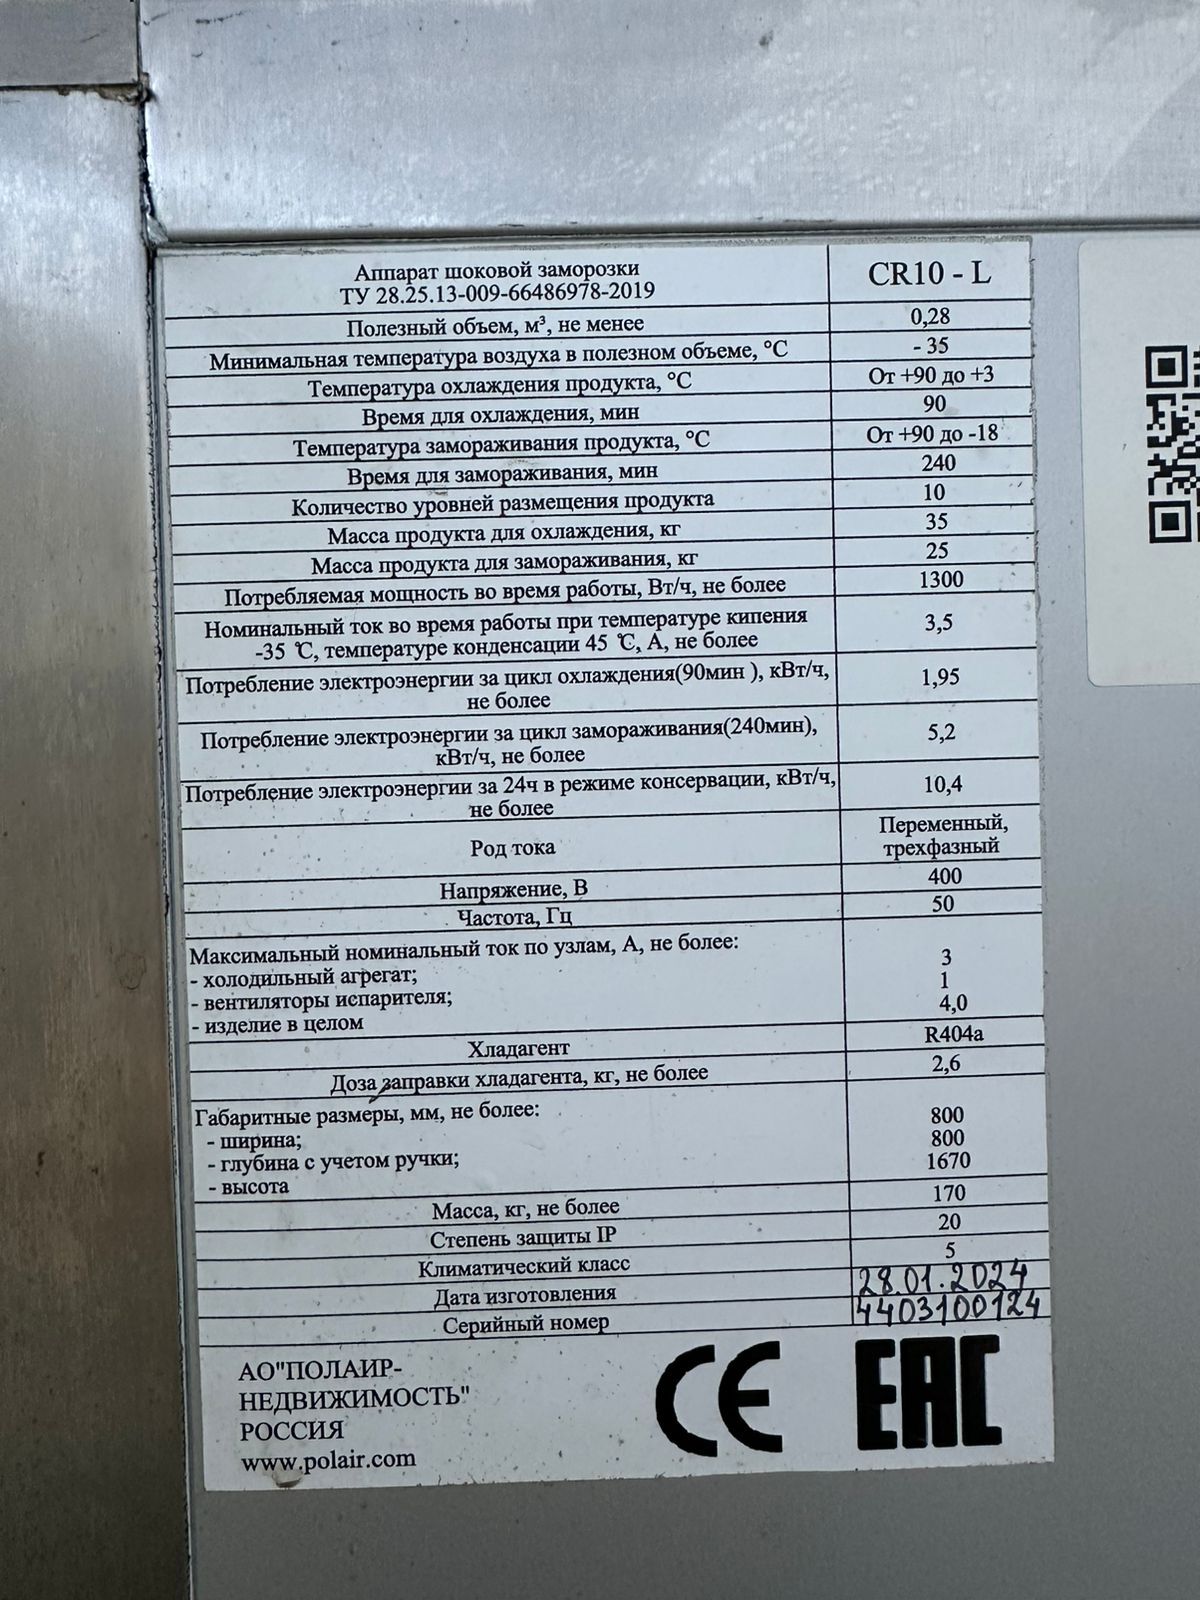 Аппарат шоковой заморозки
ТУ 28.25.13-009-66486978-2019
CR10 - L
Полезный объем, м³, не менее 0,28
Минимальная температура воздуха в полезном объеме, °С - 35
Температура охлаждения продукта, °С От +90 до +3
Время для охлаждения, мин 90
Температура замораживания продукта, °С От +90 до -18
Время для замораживания, мин 240
Количество уровней размещения продукта 10
Масса продукта для охлаждения, кг 35
Масса продукта для замораживания, кг 25
Потребляемая мощность во время работы, Вт/ч, не более 1300
Номинальный ток во время работы при температуре кипения
-35 ℃, температуре конденсации 45 ℃, А, не более
3,5
Потребление электроэнергии за цикл охлаждения(90мин ), кВт/ч,
не более
1,95
Потребление электроэнергии за цикл замораживания(240мин),
кВт/ч, не более
5,2
Потребление электроэнергии за 24ч в режиме консервации, кВт/ч,
не более
10,4
Род тока
Переменный,
трехфазный
Напряжение, В 400
Частота, Гц 50
Максимальный номинальный ток по узлам, А, не более:
- холодильный агрегат; 3
- вентиляторы испарителя; 1
- изделие в целом 4,0
Хладагент R404a
Доза заправки хладагента, кг, не более 2,6
Габаритные размеры, мм, не более:
- ширина; 800
- глубина с учетом ручки; 800
- высота 1670
Масса, кг, не более 170
Степень защиты IP 20
Климатический класс 5
Дата изготовления 28.01.2024
Серийный номер 4403100124
АО"ПОЛАИР-
НЕДВИЖИМОСТЬ"
РОССИЯ
www.polair.com
CE EAC